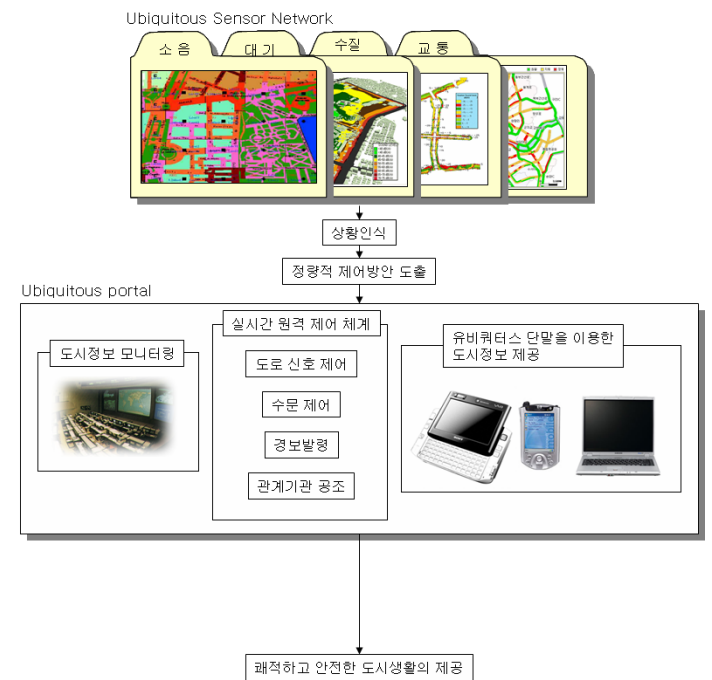 Ubiquitous Sensor Network
소 음
대 기
수질
교 통
상황인식
정량적 제어방안 도출
Ubiquitous portal
도시정보 모니터링
실시간 원격 제어 체계
도로 신호 제어
수문 제어
경보발령
관계기관 공조
유비쿼터스 단말을 이용한
도시정보 제공
쾌적하고 안전한 도시생활의 제공